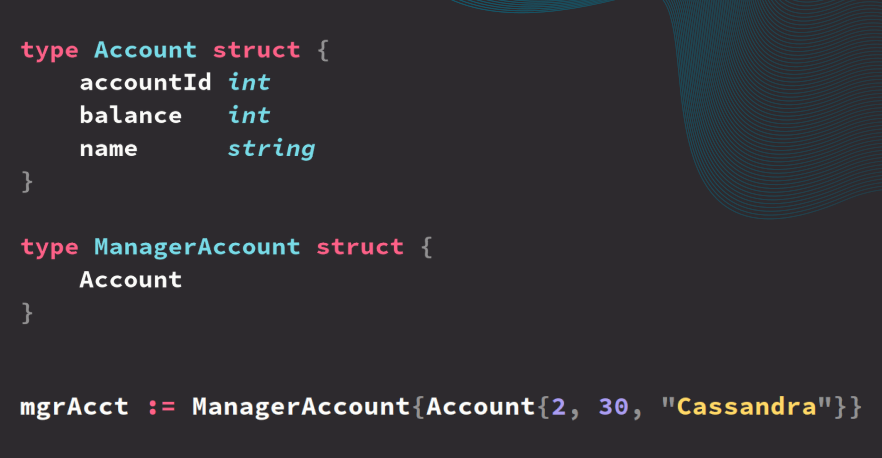 type Account struct {
    accountId int
    balance   int
    name      string
}
type ManagerAccount struct {
    Account
}
mgrAcct := ManagerAccount{Account{2, 30, "Cassandra"}}